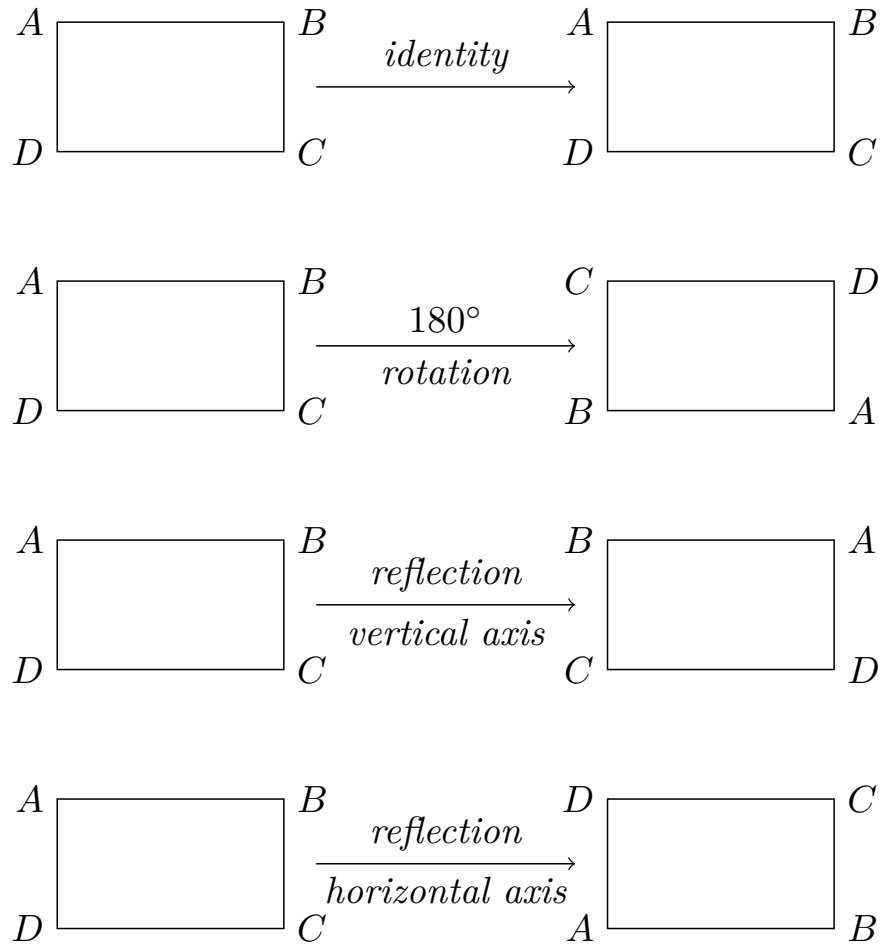 A B A B
identity
D C D C
A B C D
180°
rotation
D C B A
A B B A
reflection
vertical axis
D C C D
A B D C
reflection
horizontal axis
D C A B